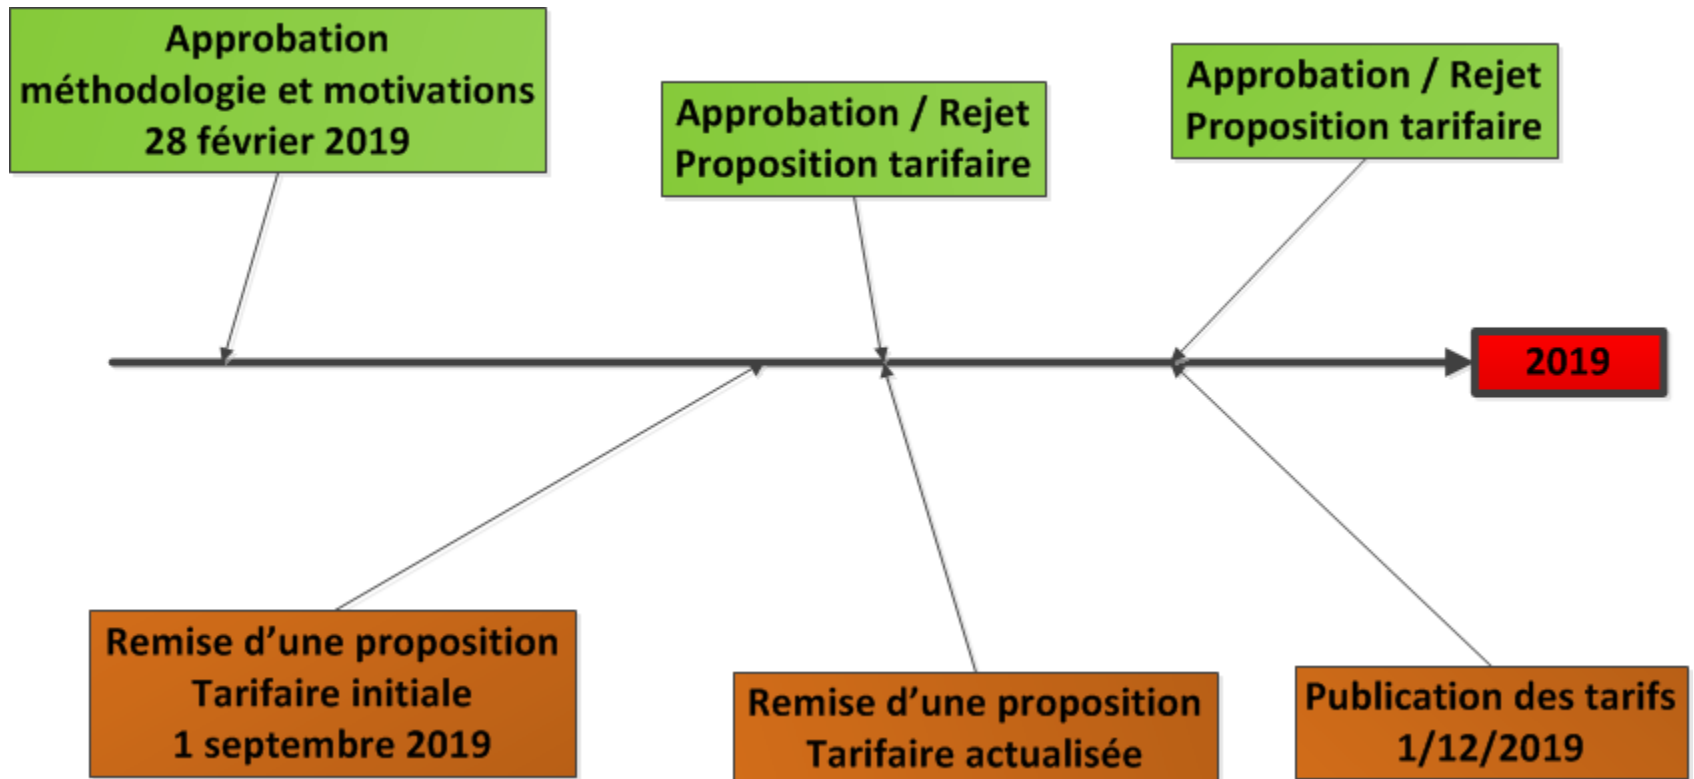 Approbation
méthodologie et motivations
28 février 2019
Approbation / Rejet
Proposition tarifaire
Approbation / Rejet
Proposition tarifaire
2019
Remise d’une proposition
Tarifaire initiale
1 septembre 2019
Remise d’une proposition
Tarifaire actualisée
Publication des tarifs
1/12/2019